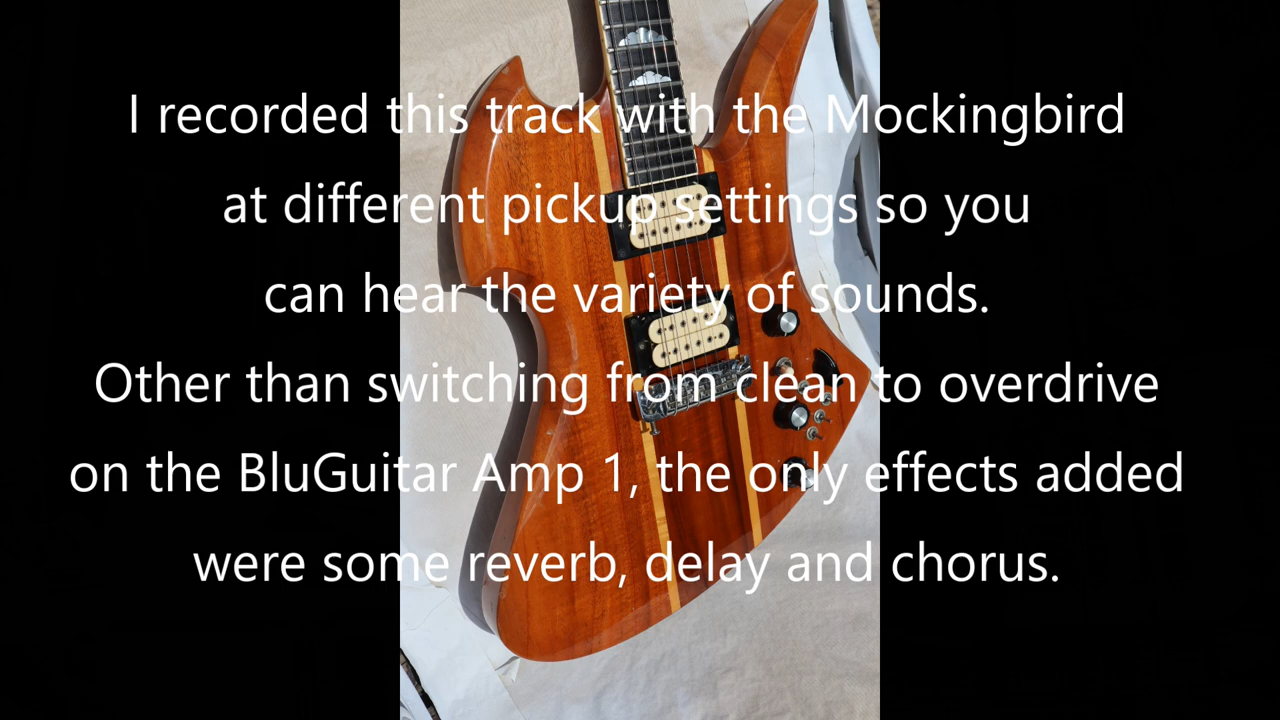 I recorded this track with the Mockingbird
at different pickup settings so you
can hear the variety of sounds.
Other than switching from clean to overdrive
on the BluGuitar Amp 1, the only effects added
were some reverb, delay and chorus.